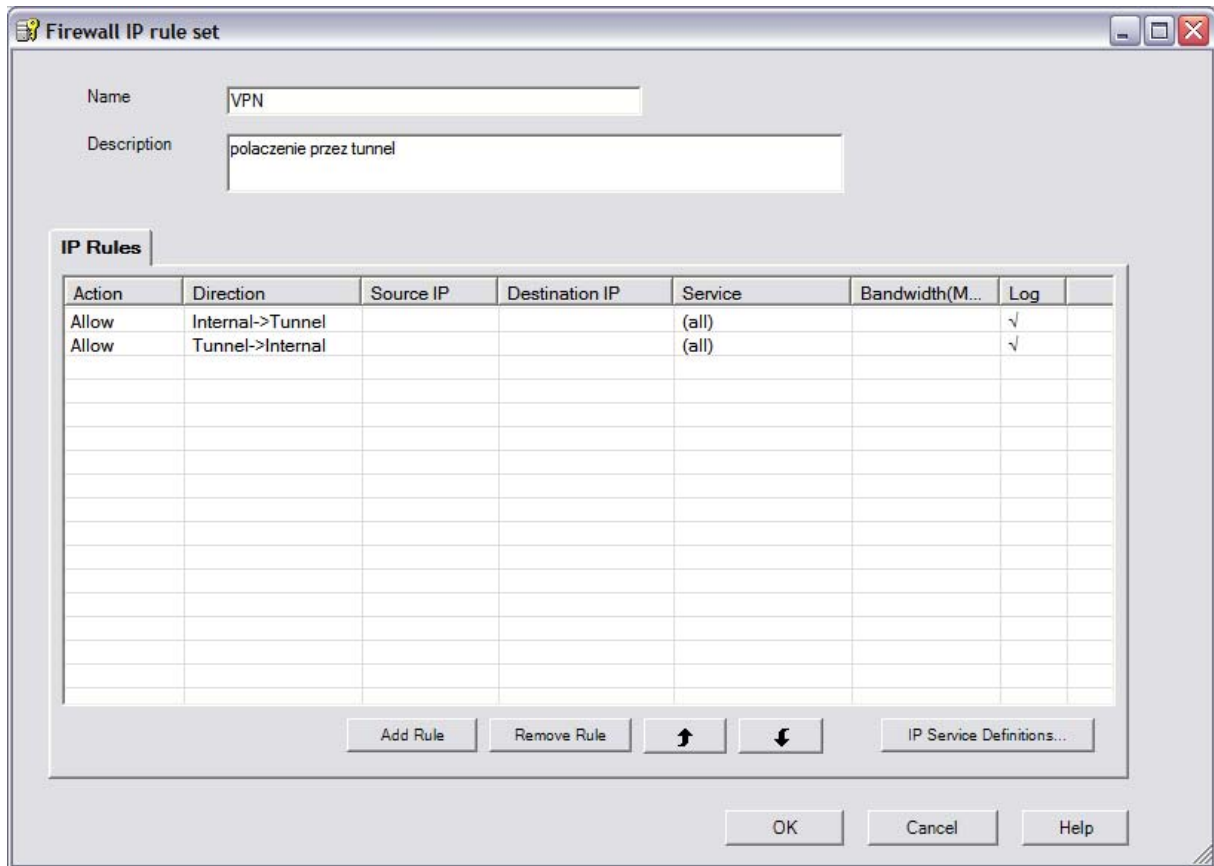 Firewall IP rule set
Name VPN
Description polaczenie przez tunnel
IP Rules
Action Direction Source IP Destination IP Service Bandwidth(M... Log
Allow Internal->Tunnel (all) √
Allow Tunnel->Internal (all) √
Add Rule Remove Rule IP Service Definitions...
OK Cancel Help